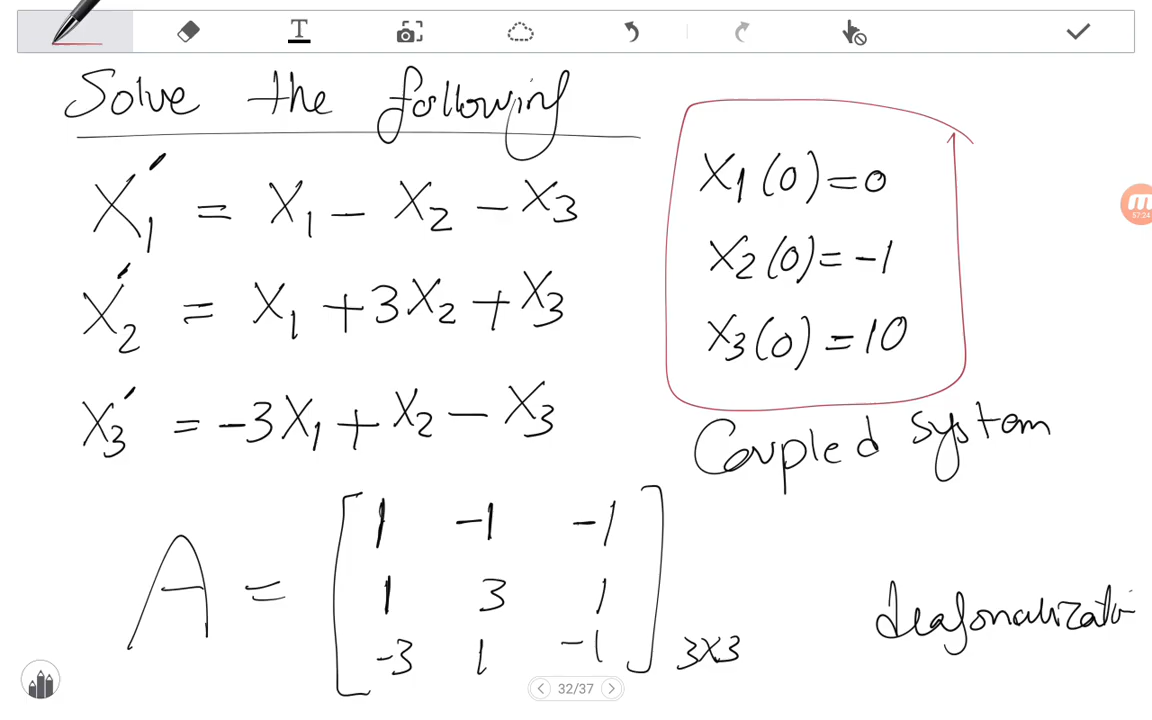 T
Solve the following
X₁' = X₁ - X₂ - X₃
X₂' = X₁ + 3X₂ + X₃
X₃' = -3X₁ + X₂ - X₃
X₁(0) = 0
X₂(0) = -1
X₃(0) = 10
57:24
Coupled system
A = [1 -1 -1
1 3 1
-3 1 -1] 3X3
32/37